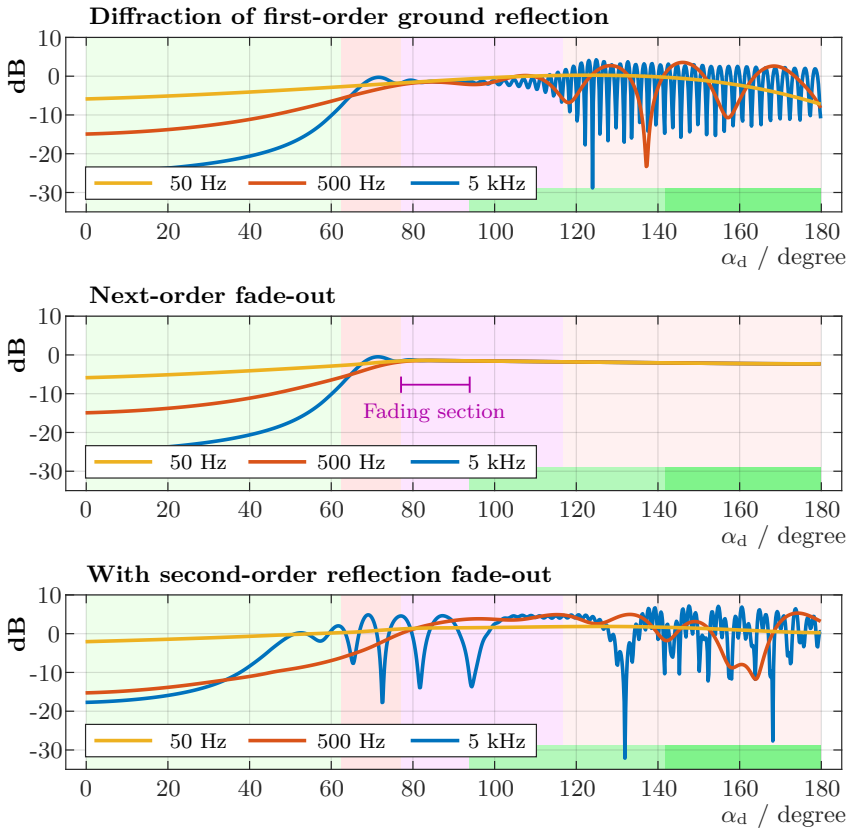 Diffraction of first-order ground reflection
dB
10
0
-10
-20
-30
50 Hz 500 Hz 5 kHz
0 20 40 60 80 100 120 140 160 180
αd / degree
Next-order fade-out
dB
10
0
-10
-20
-30
Fading section
50 Hz 500 Hz 5 kHz
0 20 40 60 80 100 120 140 160 180
αd / degree
With second-order reflection fade-out
dB
10
0
-10
-20
-30
50 Hz 500 Hz 5 kHz
0 20 40 60 80 100 120 140 160 180
αd / degree